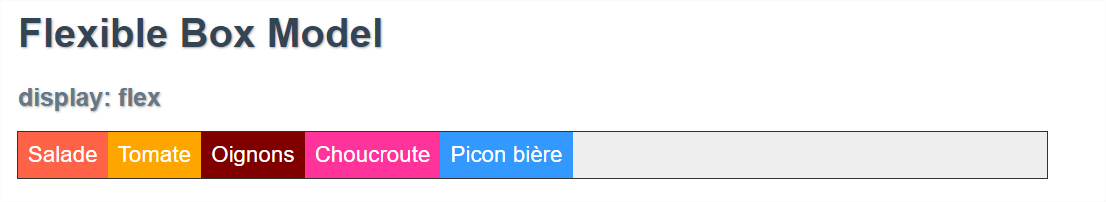 Flexible Box Model
display: flex
Salade Tomate Oignons Choucroute Picon bière